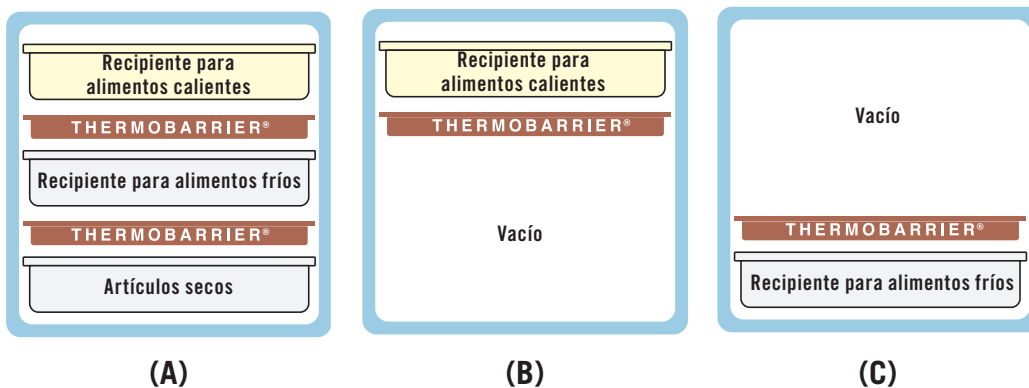 Recipiente para
alimentos calientes
THERMOBARRIER®
Recipiente para alimentos fríos
THERMOBARRIER®
Artículos secos
(A)
Recipiente para
alimentos calientes
THERMOBARRIER®
Vacío
(B)
Vacío
THERMOBARRIER®
Recipiente para alimentos fríos
(C)